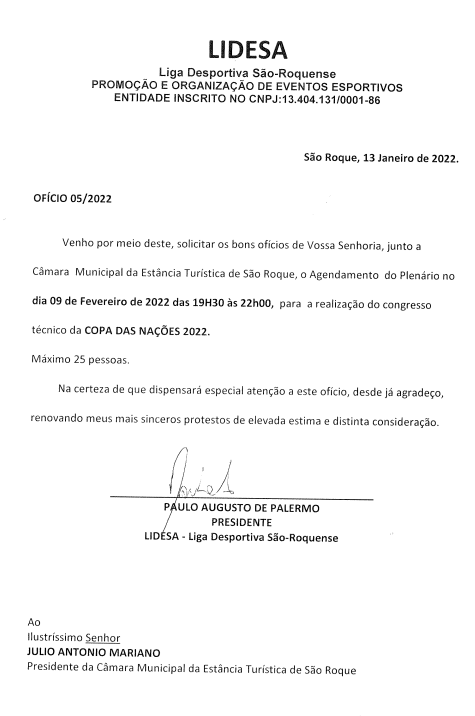 LIDESA
Liga Desportiva São-Roquense
PROMOÇÃO E ORGANIZAÇÃO DE EVENTOS ESPORTIVOS
ENTIDADE INSCRITO NO CNPJ:13.404.131/0001-86
São Roque, 13 Janeiro de 2022.
OFÍCIO 05/2022
Venho por meio deste, solicitar os bons ofícios de Vossa Senhoria, junto a
Câmara Municipal da Estância Turística de São Roque, o Agendamento do Plenário no
dia 09 de Fevereiro de 2022 das 19H30 às 22h00, para a realização do congresso
técnico da COPA DAS NAÇÕES 2022.
Máximo 25 pessoas.
Na certeza de que dispensará especial atenção a este ofício, desde já agradeço,
renovando meus mais sinceros protestos de elevada estima e distinta consideração.
PAULO AUGUSTO DE PALERMO
PRESIDENTE
LIDESA - Liga Desportiva São-Roquense
Ao
Ilustríssimo Senhor
JULIO ANTONIO MARIANO
Presidente da Câmara Municipal da Estância Turística de São Roque